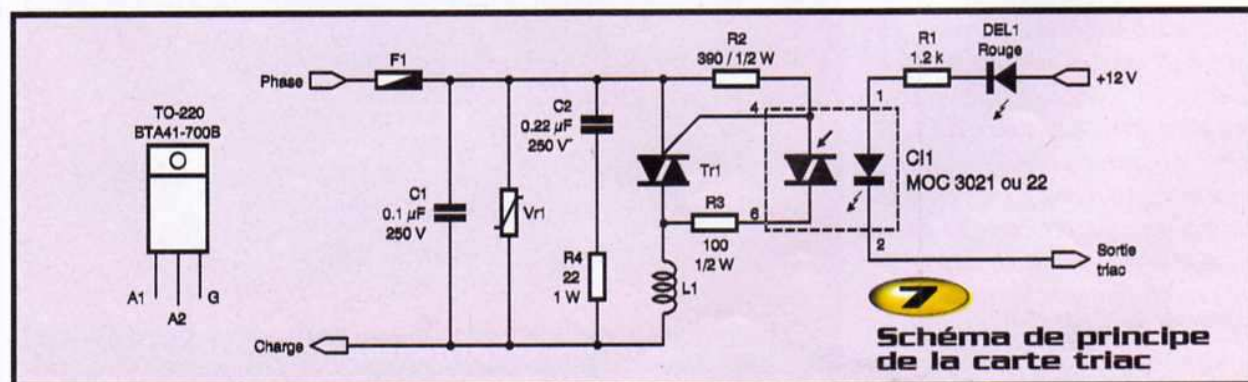 TO-220
BTA41-700B
A1
A2
G
Phase
F1
C1
0.1 µF
250 V
Vr1
C2
0.22 µF
250 V~
R4
22
1 W
Tr1
L1
R2
390 / 1/2 W
4
R3
100
1/2 W
6
R1
1.2 k
DEL1
Rouge
+12 V
1
CI1
MOC 3021 ou 22
2
Sortie
triac
Charge
7
Schéma de principe
de la carte triac